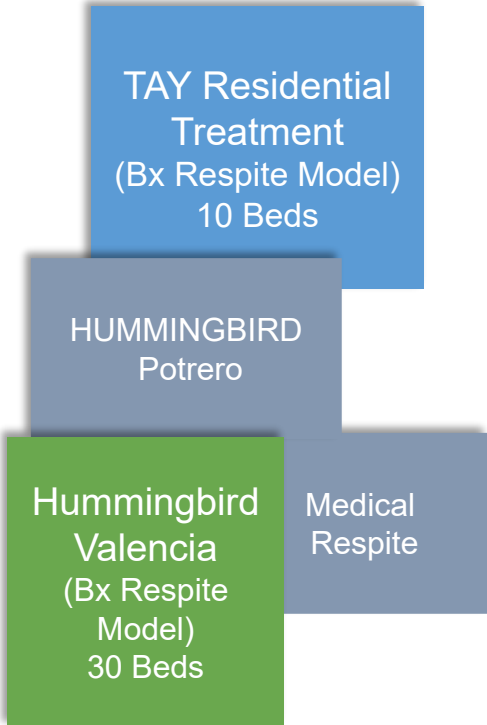 TAY Residential
Treatment
(Bx Respite Model)
10 Beds
HUMMINGBIRD
Potrero
Hummingbird
Valencia
(Bx Respite
Model)
30 Beds
Medical
Respite